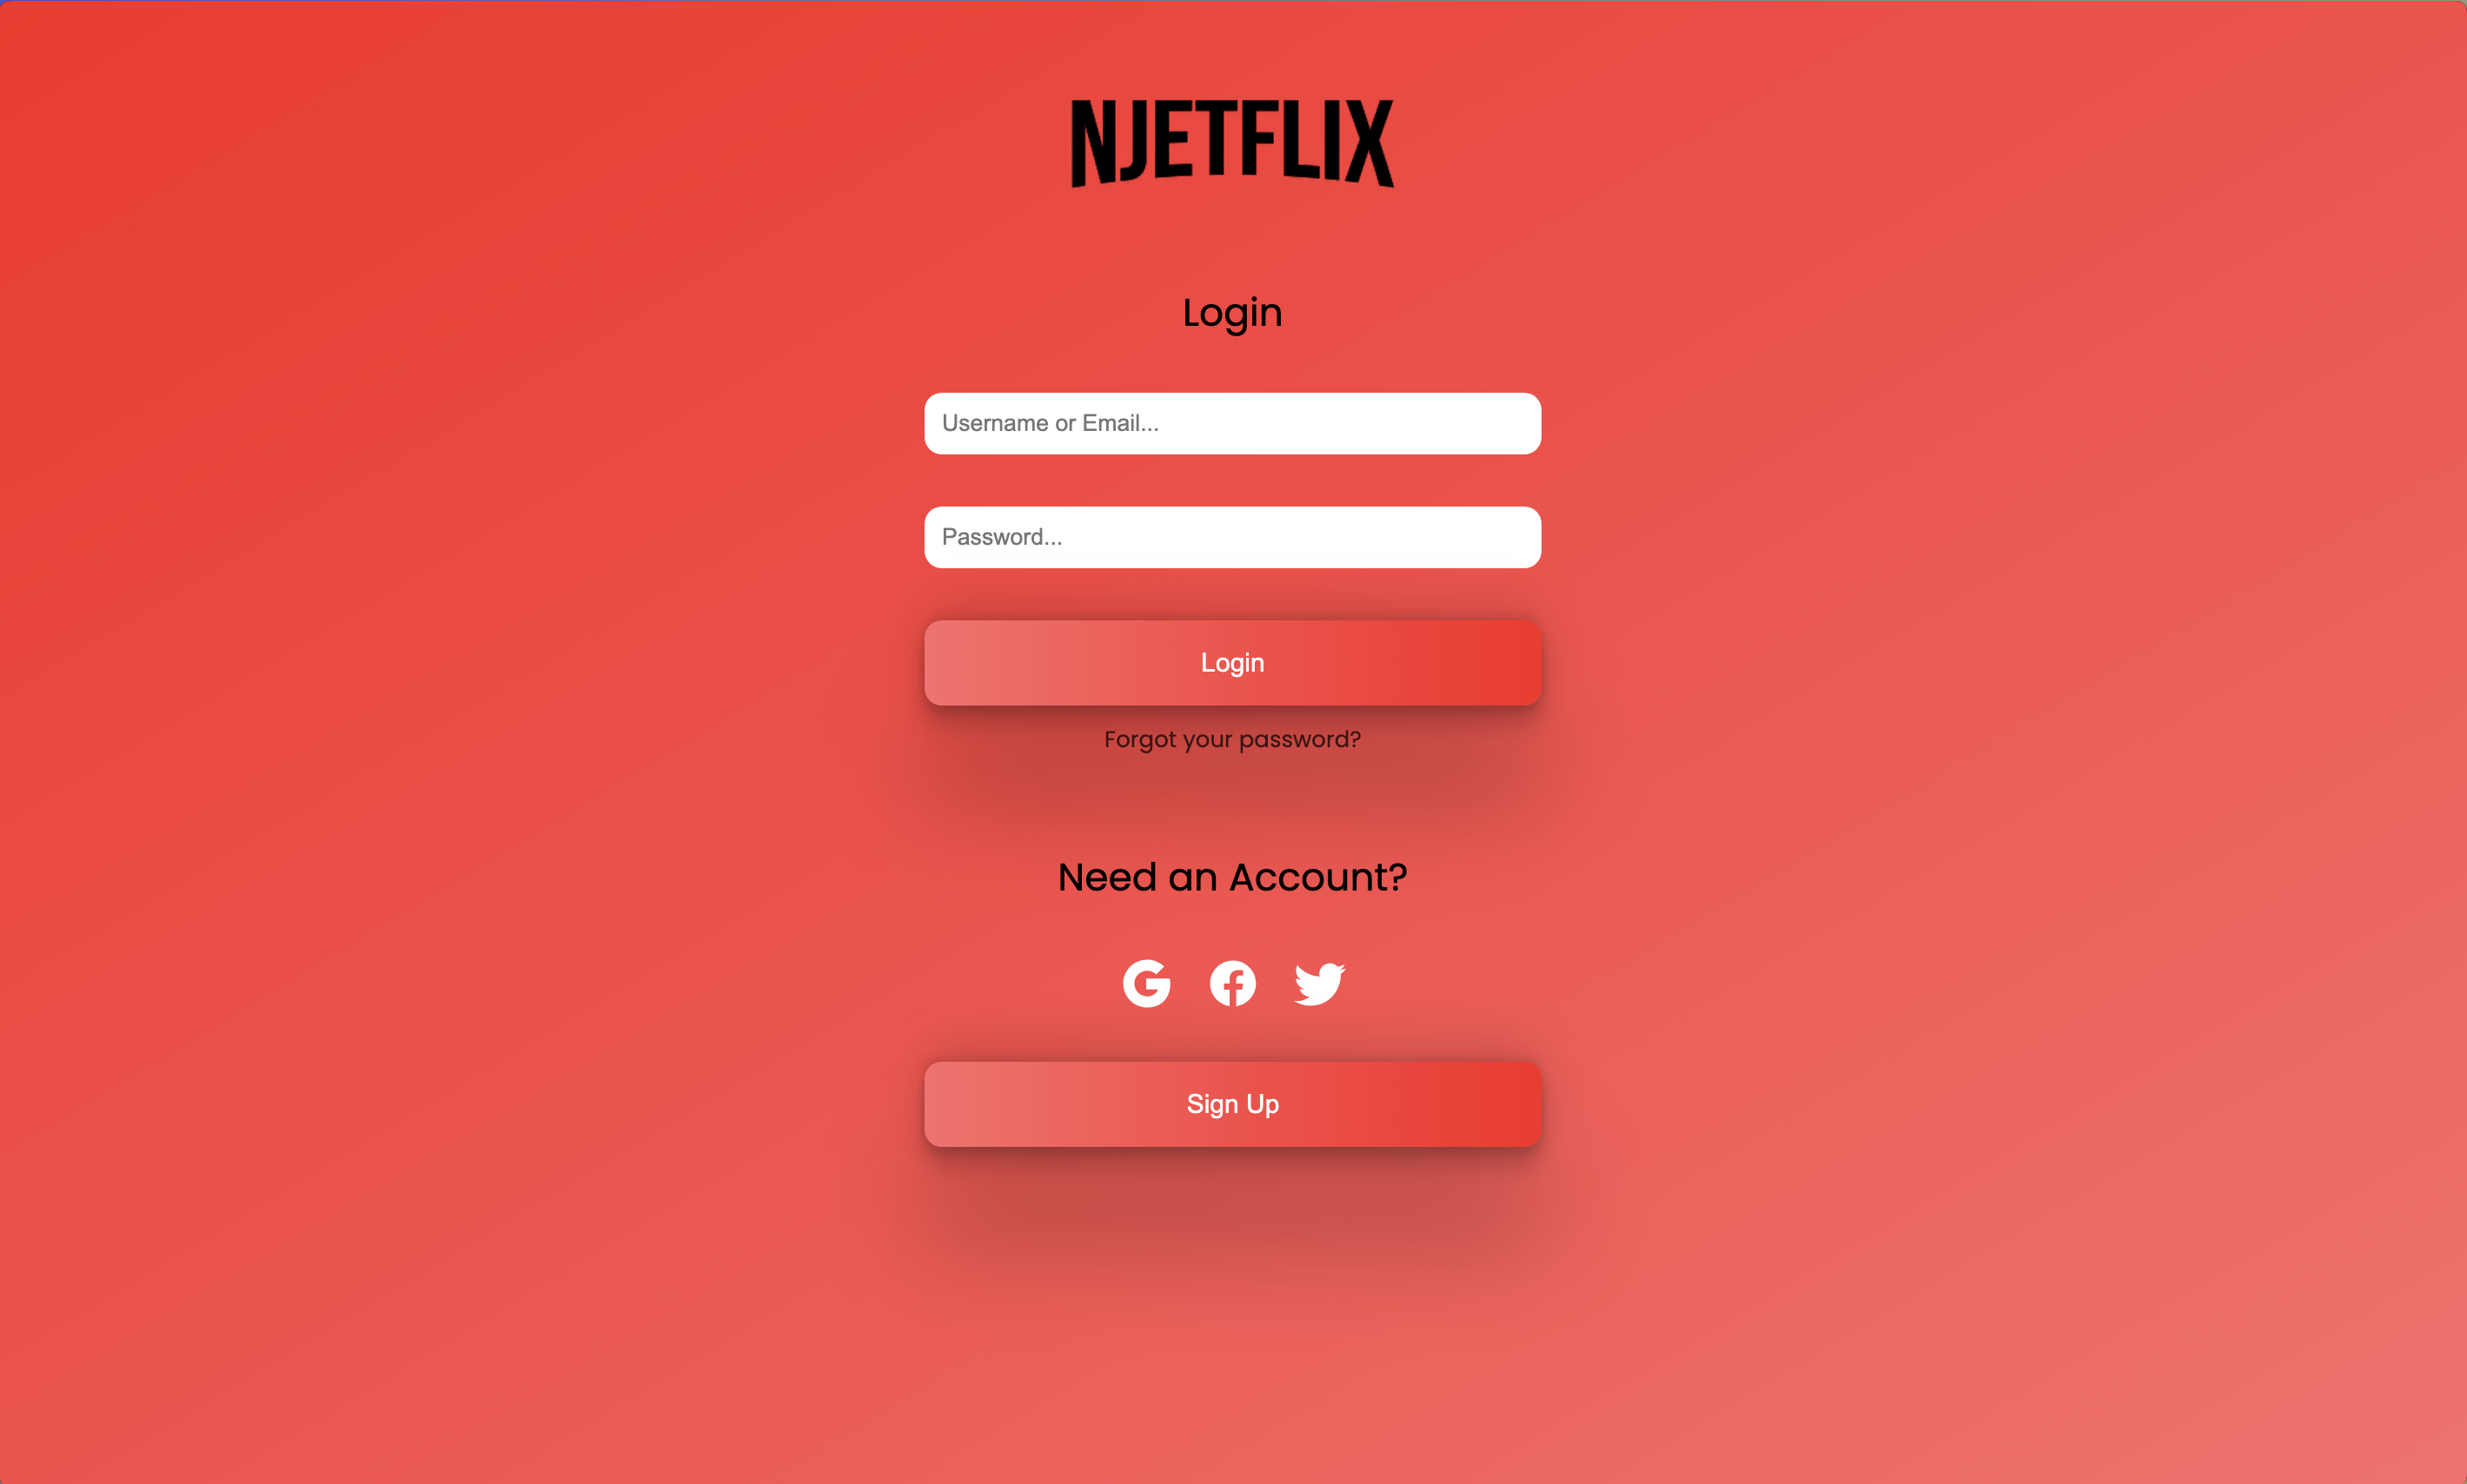 NJETFLIX
Login
Username or Email...
Password...
Login
Forgot your password?
Need an Account?
Sign Up